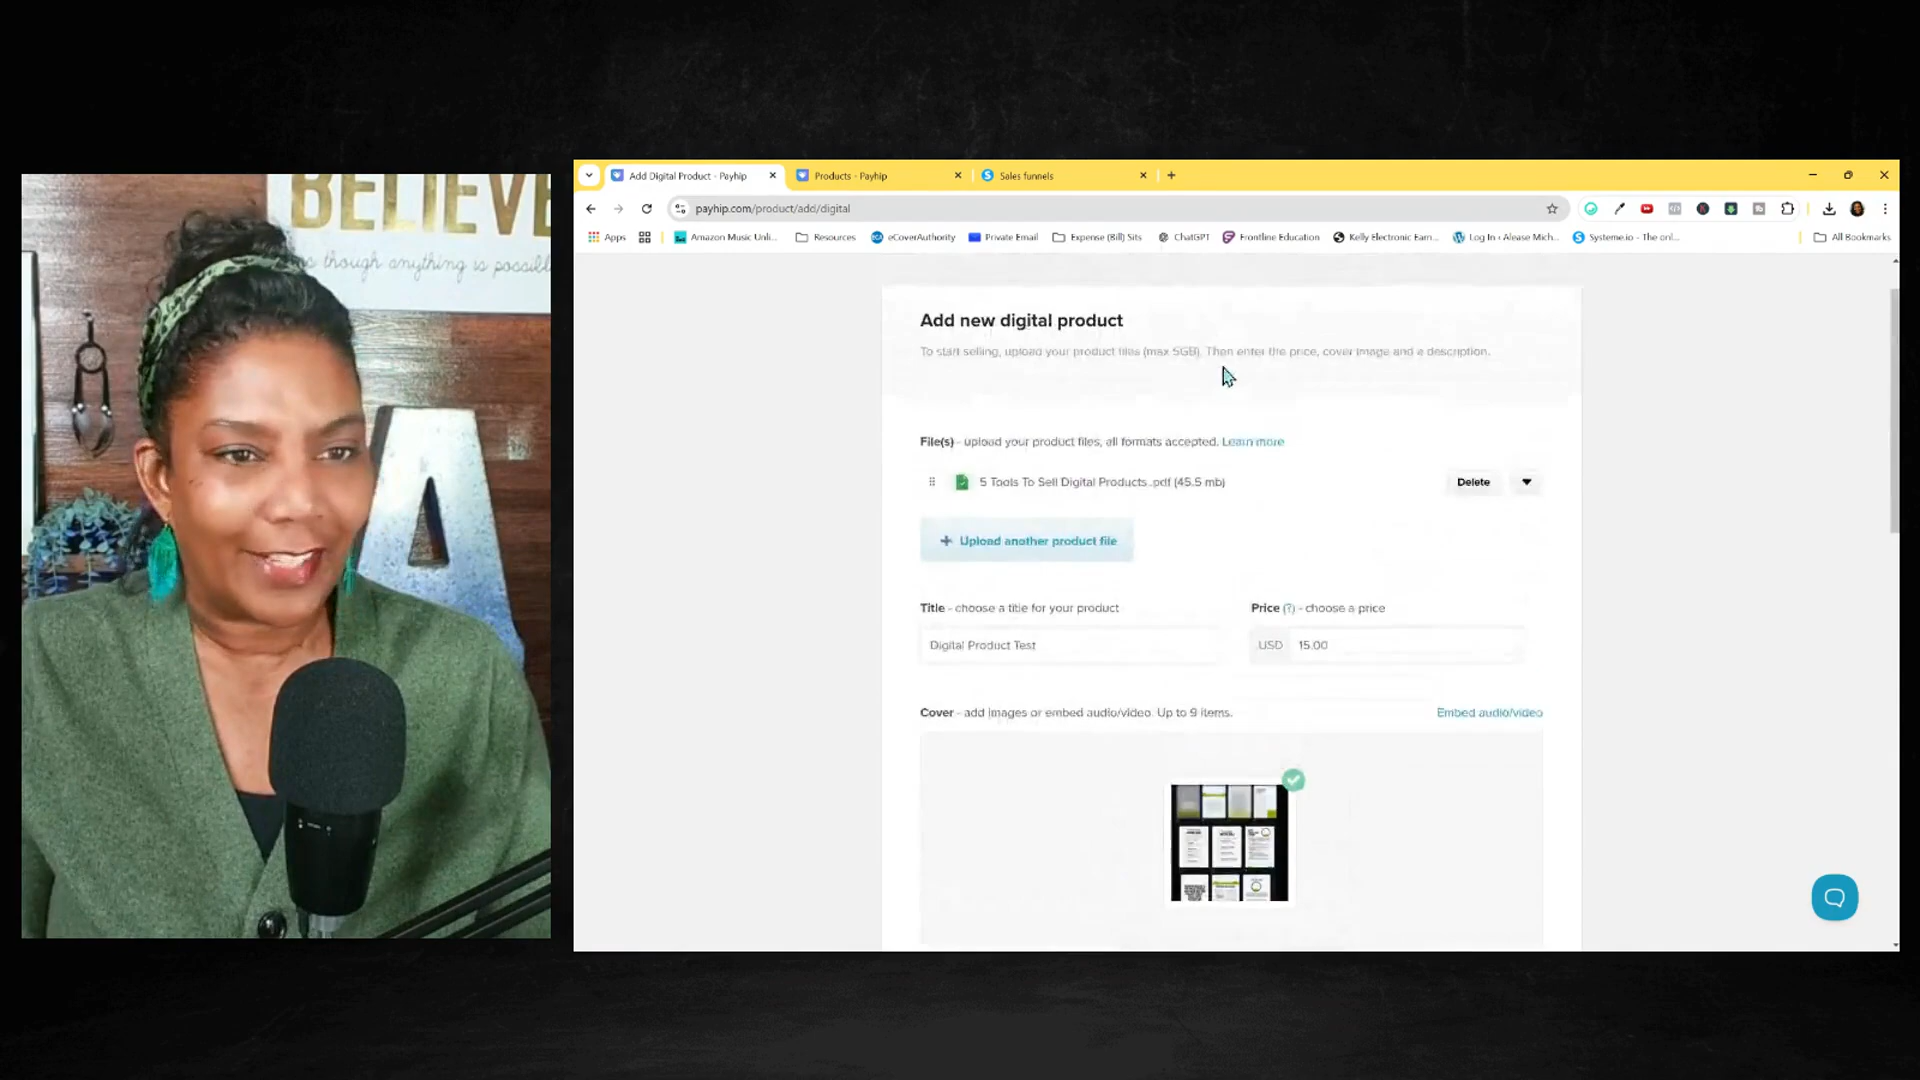 BELIEVE
as though anything is possibl
A
Add Digital Product - Payhip
Products - Payhip
Sales funnels
payhip.com/product/add/digital
Apps
Amazon Music Unli...
Resources
eCoverAuthority
Private Email
Expense (Bill) Sits
ChatGPT
Frontline Education
Kelly Electronic Earn...
Log In ‹ Alease Mich...
Systeme.io - The onl...
All Bookmarks
Add new digital product
To start selling, upload your product files (max 5GB). Then enter the price, cover image and a description.
File(s) - upload your product files, all formats accepted. Learn more
5 Tools To Sell Digital Products..pdf (45.5 mb)
Delete
+ Upload another product file
Title - choose a title for your product
Price (?) - choose a price
Digital Product Test
USD 15.00
Cover - add images or embed audio/video. Up to 9 items.
Embed audio/video